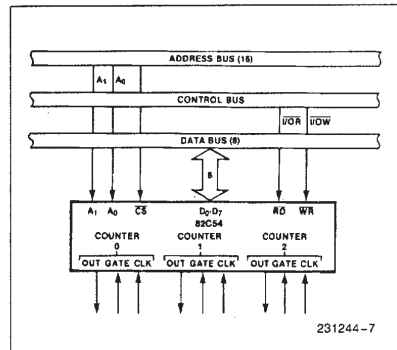 ADDRESS BUS (16)
A1 A0
CONTROL BUS
I/OR I/OW
DATA BUS (8)
8
A1 A0 CS D0-D7 RD WR
82C54
COUNTER COUNTER COUNTER
0 1 2
OUT GATE CLK OUT GATE CLK OUT GATE CLK
231244-7